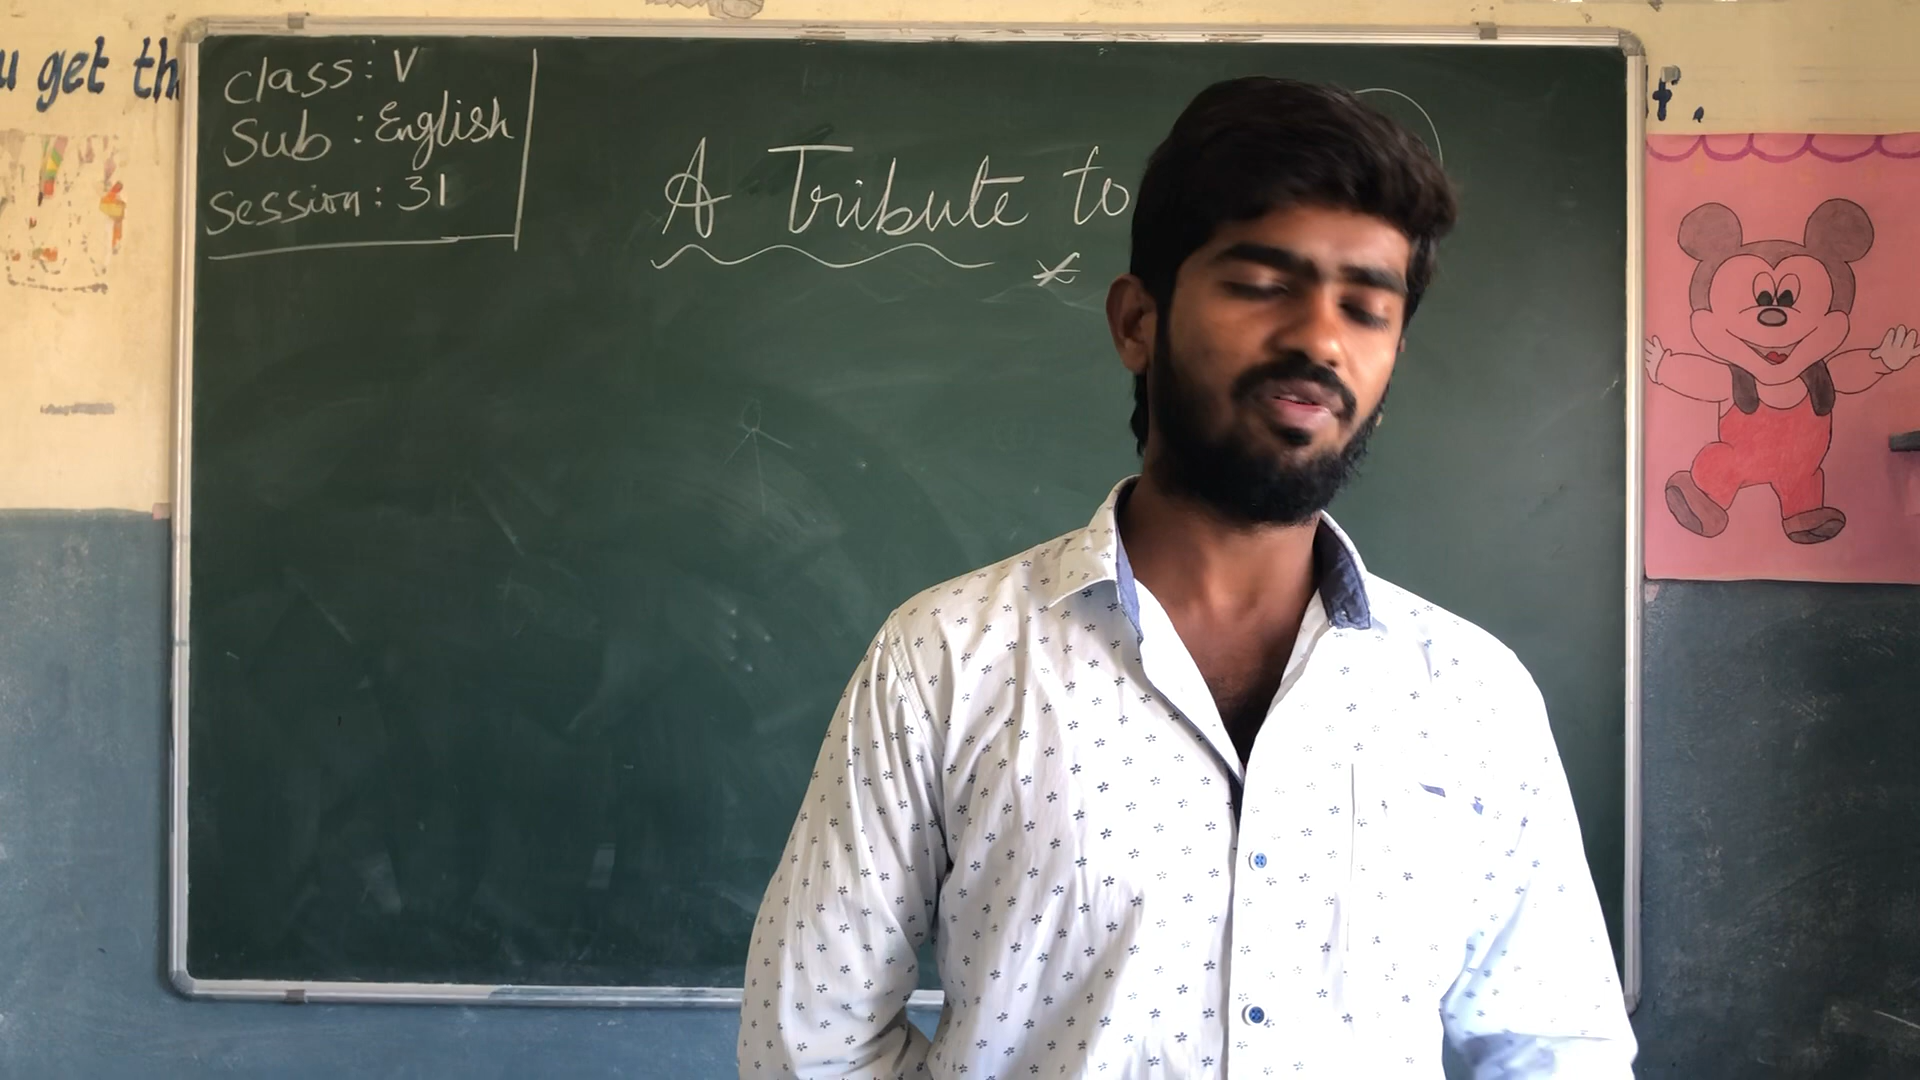 u get th
class: V
Sub : English
Session: 31
A Tribute to